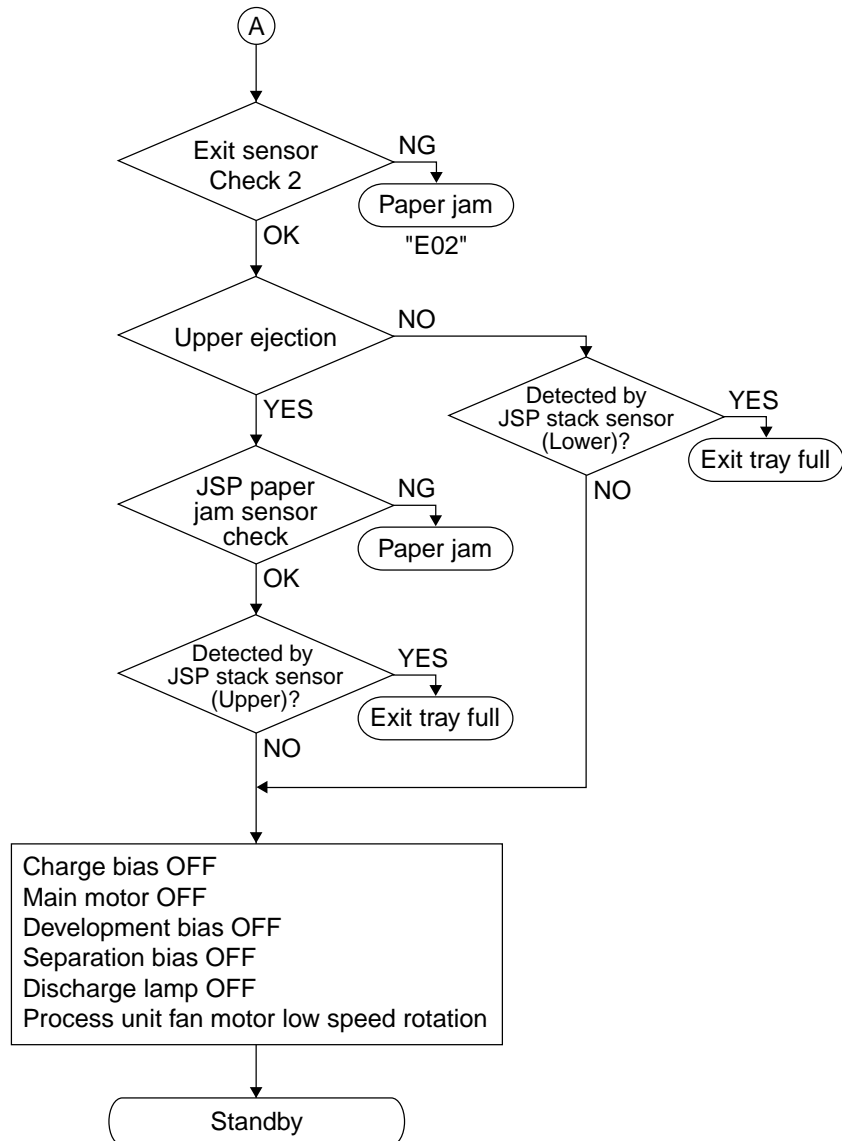 A
Exit sensor
Check 2
NG
Paper jam
"E02"
OK
Upper ejection
NO
Detected by
JSP stack sensor
(Lower)?
YES
Exit tray full
NO
YES
JSP paper
jam sensor
check
NG
Paper jam
OK
Detected by
JSP stack sensor
(Upper)?
YES
Exit tray full
NO
Charge bias OFF
Main motor OFF
Development bias OFF
Separation bias OFF
Discharge lamp OFF
Process unit fan motor low speed rotation
Standby